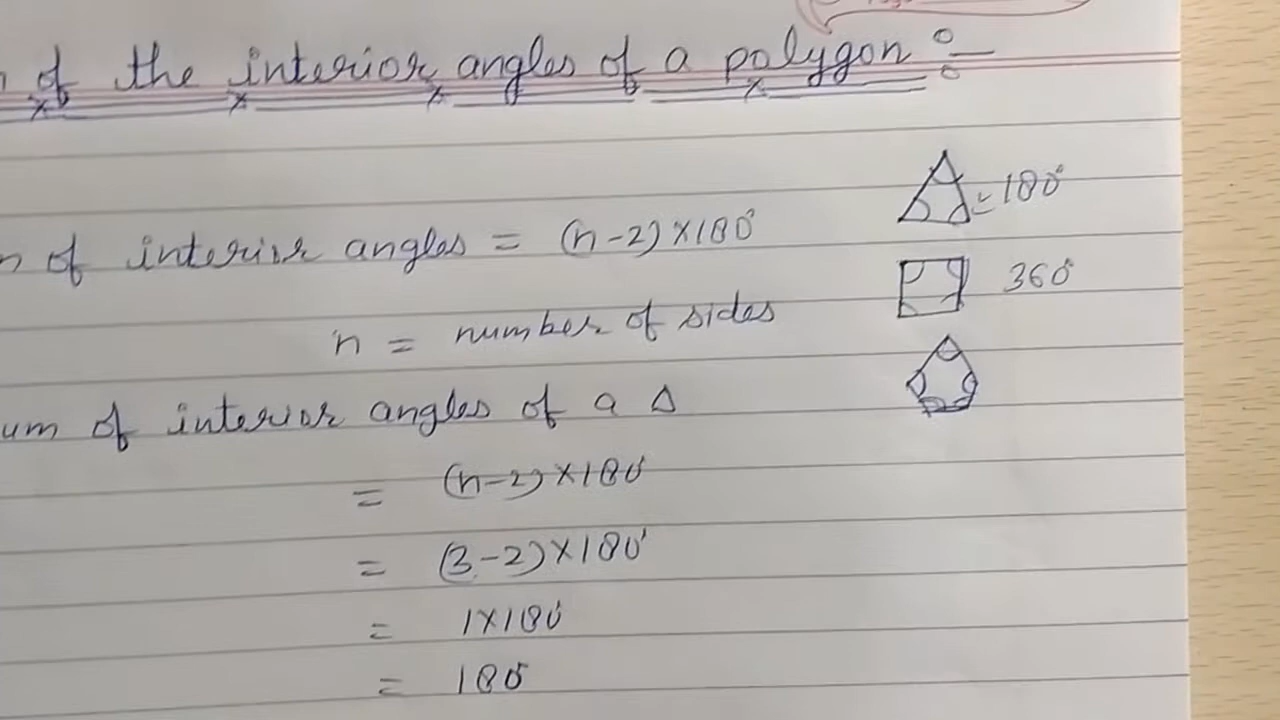 of the interior angles of a polygon :-
= 180°
of interior angles = (n-2)×180°
360°
n = number of sides
um of interior angles of a Δ
= (n-2)×180°
= (3-2)×180°
= 1×180°
= 180°